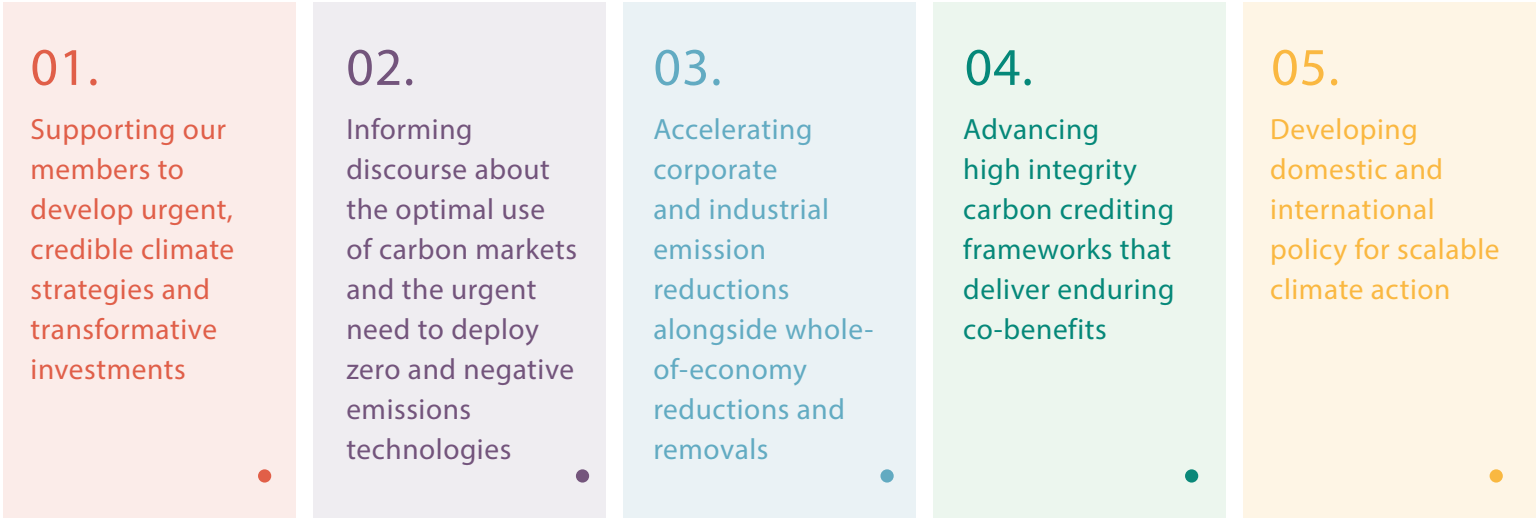 01.
Supporting our
members to
develop urgent,
credible climate
strategies and
transformative
investments
02.
Informing
discourse about
the optimal use
of carbon markets
and the urgent
need to deploy
zero and negative
emissions
technologies
03.
Accelerating
corporate
and industrial
emission
reductions
alongside whole-
of-economy
reductions and
removals
04.
Advancing
high integrity
carbon crediting
frameworks that
deliver enduring
co-benefits
05.
Developing
domestic and
international
policy for scalable
climate action